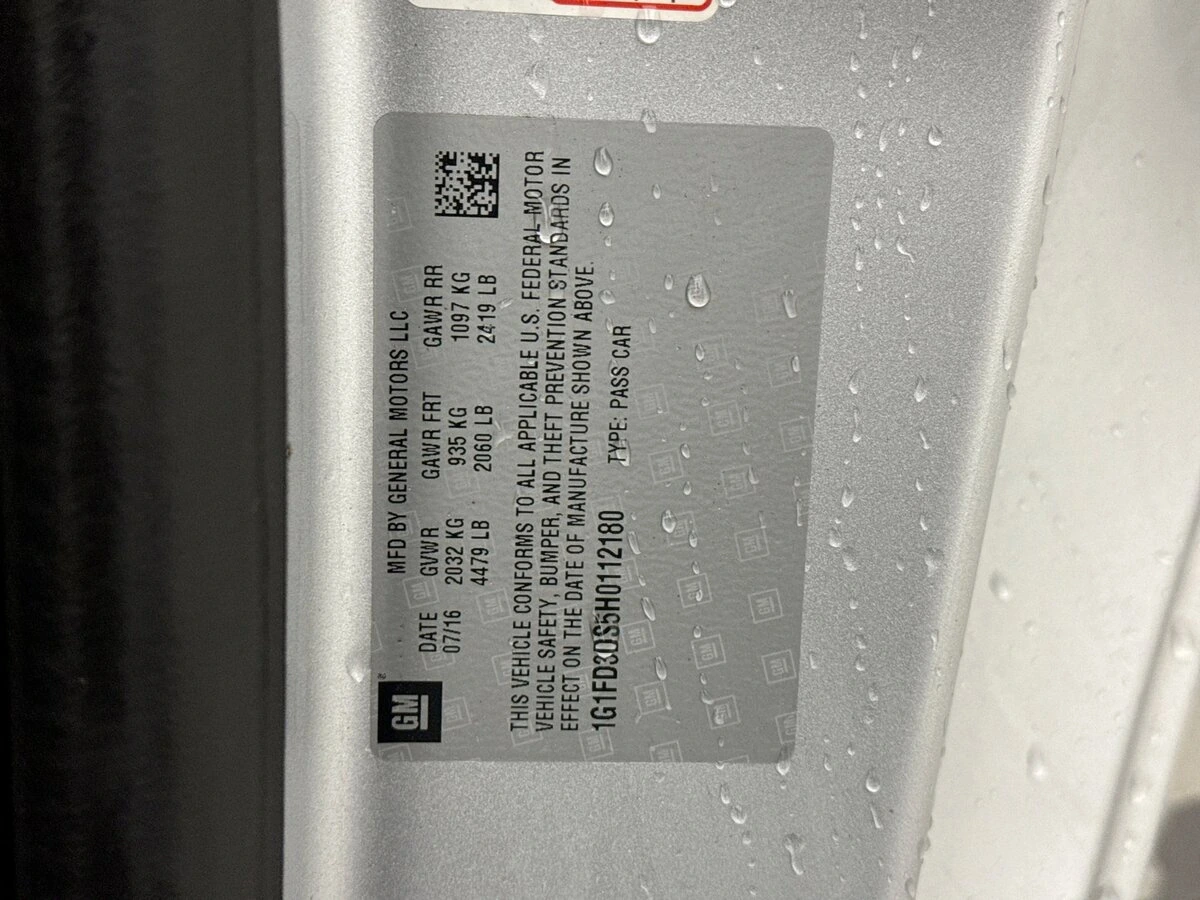 GM
MFD BY GENERAL MOTORS LLC
DATE GVWR GAWR FRT GAWR RR
07/16 2032 KG 935 KG 1097 KG
4479 LB 2060 LB 2419 LB
THIS VEHICLE CONFORMS TO ALL APPLICABLE U.S. FEDERAL MOTOR
VEHICLE SAFETY, BUMPER, AND THEFT PREVENTION STANDARDS IN
EFFECT ON THE DATE OF MANUFACTURE SHOWN ABOVE.
1G1FD3DS5H0112180 TYPE: PASS CAR